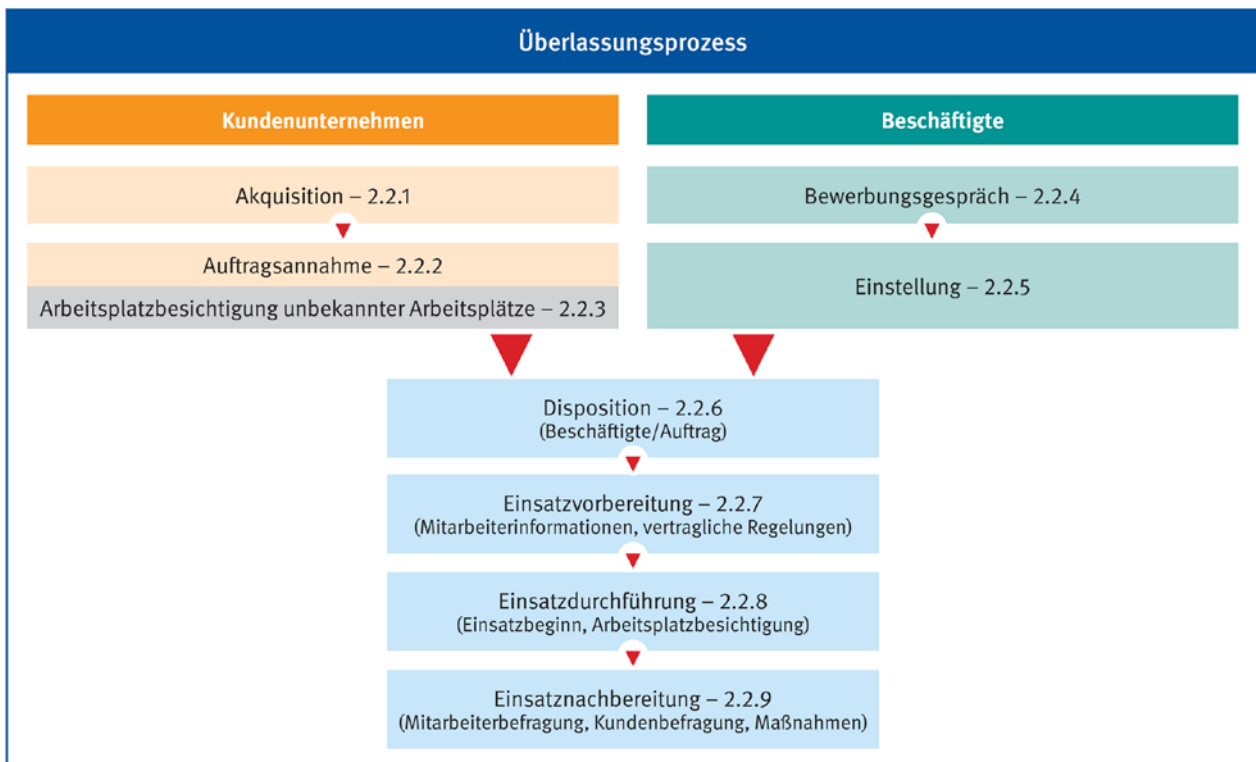 Überlassungsprozess
Kundenunternehmen
Akquisition – 2.2.1
Auftragsannahme – 2.2.2
Arbeitsplatzbesichtigung unbekannter Arbeitsplätze – 2.2.3
Beschäftigte
Bewerbungsgespräch – 2.2.4
Einstellung – 2.2.5
Disposition – 2.2.6
(Beschäftigte/Auftrag)
Einsatzvorbereitung – 2.2.7
(Mitarbeiterinformationen, vertragliche Regelungen)
Einsatzdurchführung – 2.2.8
(Einsatzbeginn, Arbeitsplatzbesichtigung)
Einsatznachbereitung – 2.2.9
(Mitarbeiterbefragung, Kundenbefragung, Maßnahmen)